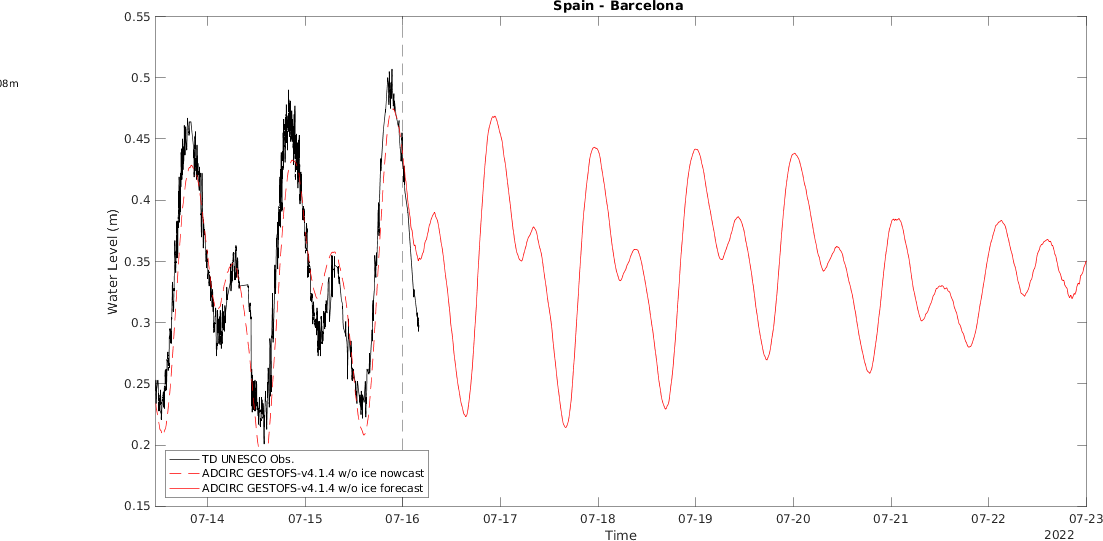 Spain - Barcelona
08m
Water Level (m)
0.55
0.5
0.45
0.4
0.35
0.3
0.25
0.2
0.15
TD UNESCO Obs.
ADCIRC GESTOFS-v4.1.4 w/o ice nowcast
ADCIRC GESTOFS-v4.1.4 w/o ice forecast
07-14 07-15 07-16 07-17 07-18 07-19 07-20 07-21 07-22 07-23
Time
2022